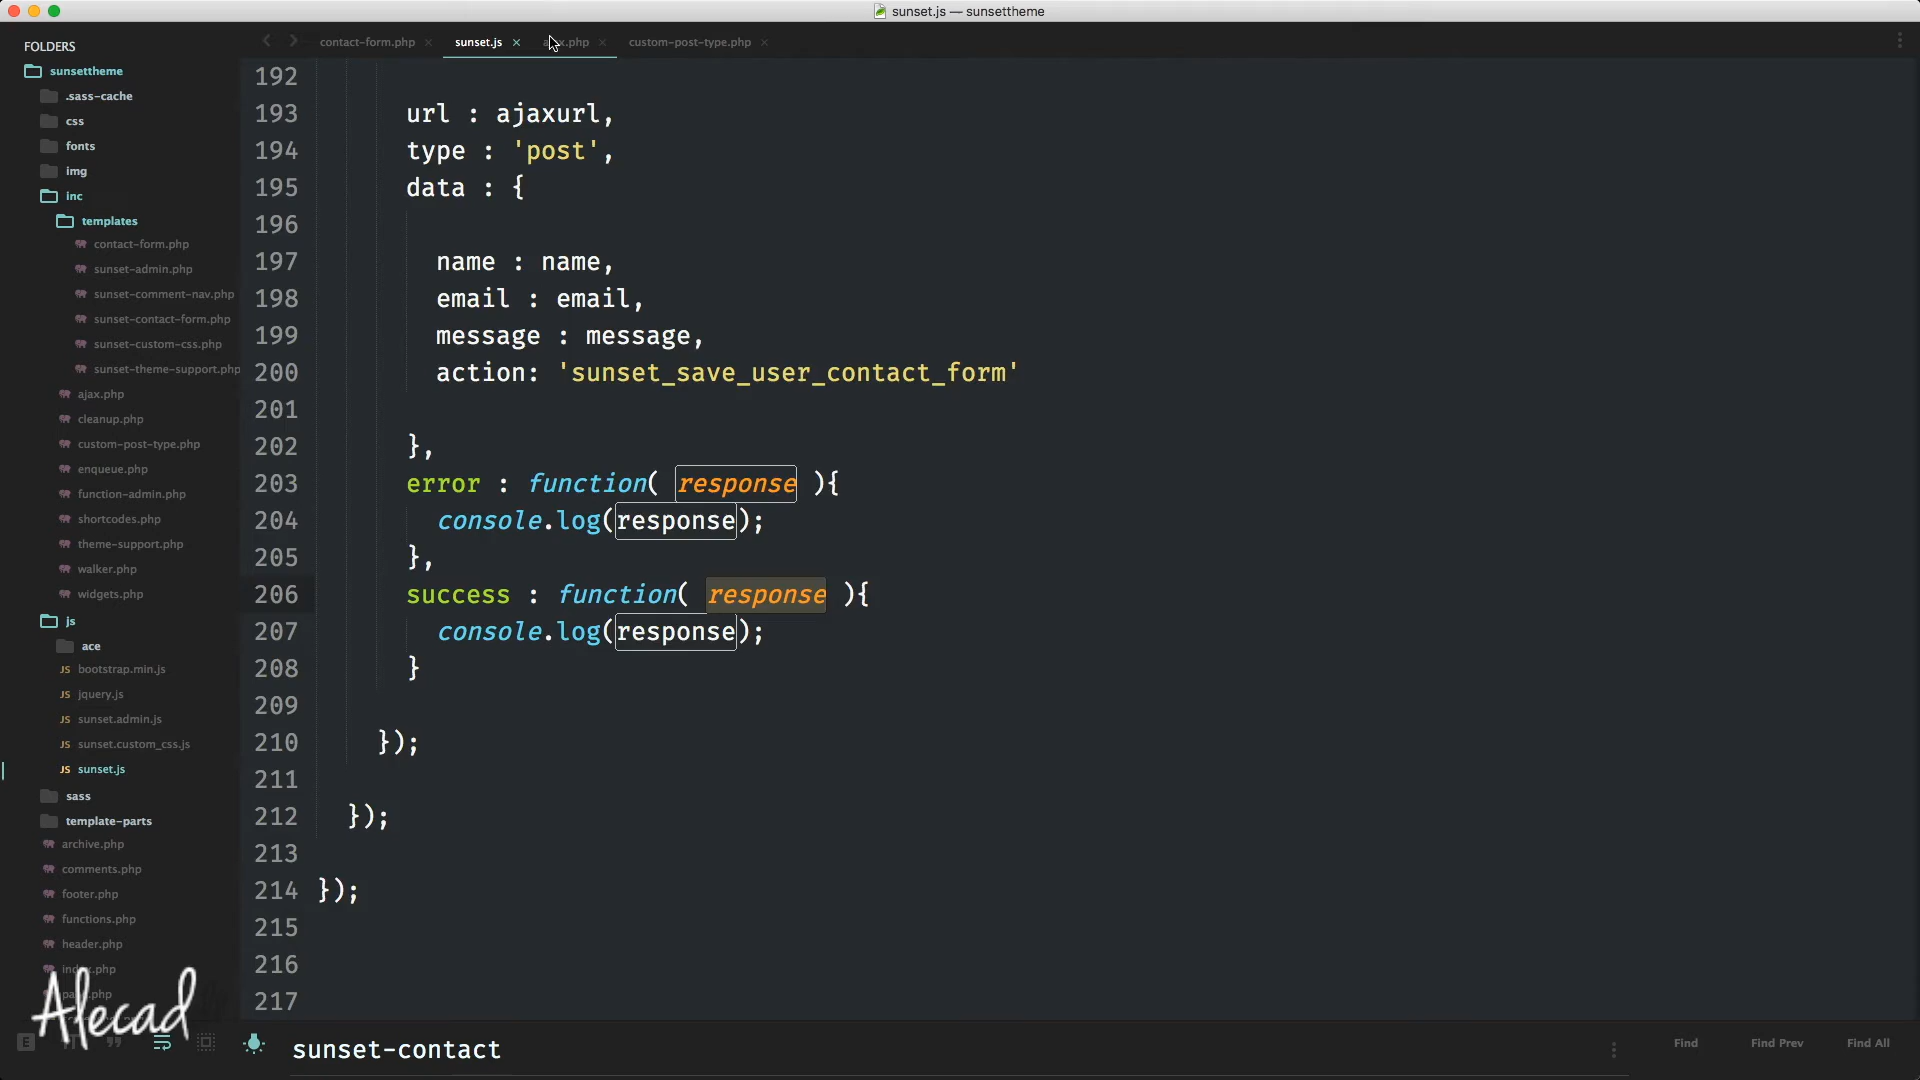 sunset.js — sunsettheme
FOLDERS
sunsettheme
.sass-cache
css
fonts
img
inc
templates
contact-form.php
sunset-admin.php
sunset-comment-nav.php
sunset-contact-form.php
sunset-custom-css.php
sunset-theme-support.php
ajax.php
cleanup.php
custom-post-type.php
enqueue.php
function-admin.php
shortcodes.php
theme-support.php
walker.php
widgets.php
js
ace
JS bootstrap.min.js
JS jquery.js
JS sunset.admin.js
JS sunset.custom_css.js
JS sunset.js
sass
template-parts
archive.php
comments.php
footer.php
functions.php
header.php
Alecad
contact-form.php × sunset.js × ajax.php × custom-post-type.php ×
192
193 url : ajaxurl,
194 type : 'post',
195 data : {
196
197 name : name,
198 email : email,
199 message : message,
200 action: 'sunset_save_user_contact_form'
201
202 },
203 error : function( response ){
204 console.log(response);
205 },
206 success : function( response ){
207 console.log(response);
208 }
209
210 });
211
212 });
213
214 });
215
216
217
sunset-contact
Find Find Prev Find All